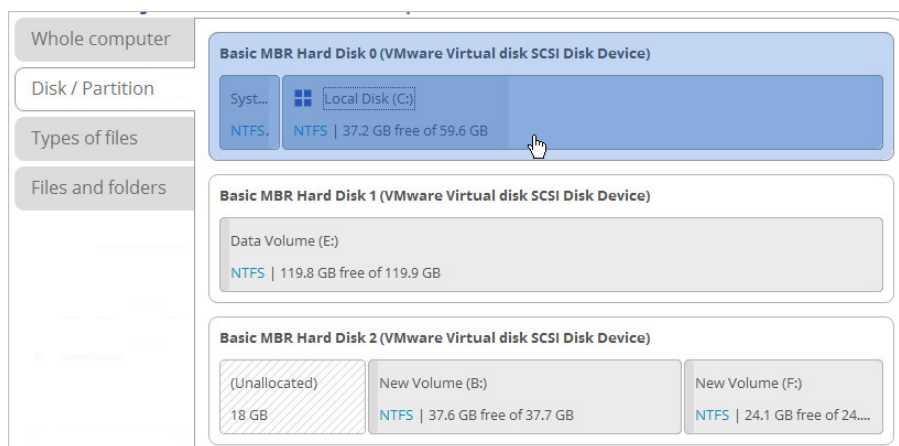 Whole computer
Disk / Partition
Types of files
Files and folders
Basic MBR Hard Disk 0 (VMware Virtual disk SCSI Disk Device)
Syst... Local Disk (C:)
NTFS. NTFS | 37.2 GB free of 59.6 GB
Basic MBR Hard Disk 1 (VMware Virtual disk SCSI Disk Device)
Data Volume (E:)
NTFS | 119.8 GB free of 119.9 GB
Basic MBR Hard Disk 2 (VMware Virtual disk SCSI Disk Device)
(Unallocated) New Volume (B:) New Volume (F:)
18 GB NTFS | 37.6 GB free of 37.7 GB NTFS | 24.1 GB free of 24....